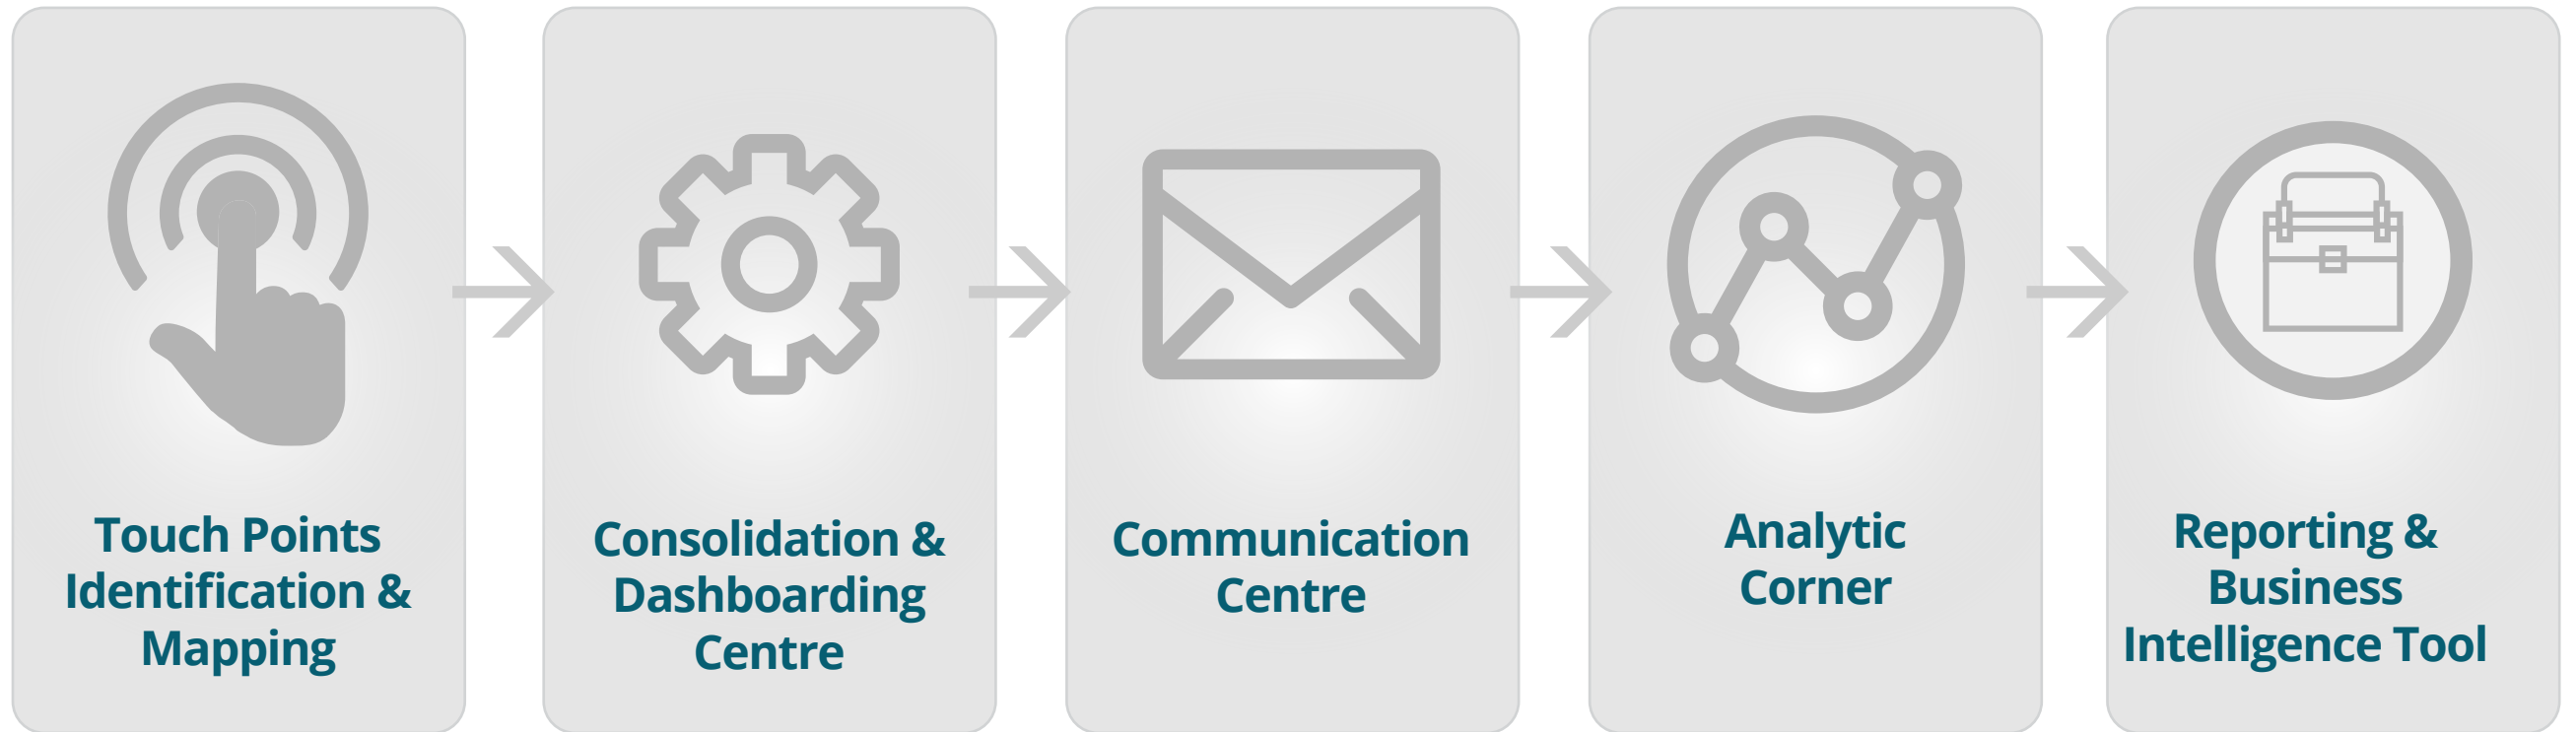 Touch Points
Identification &
Mapping
Consolidation &
Dashboarding
Centre
Communication
Centre
Analytic
Corner
Reporting &
Business
Intelligence Tool